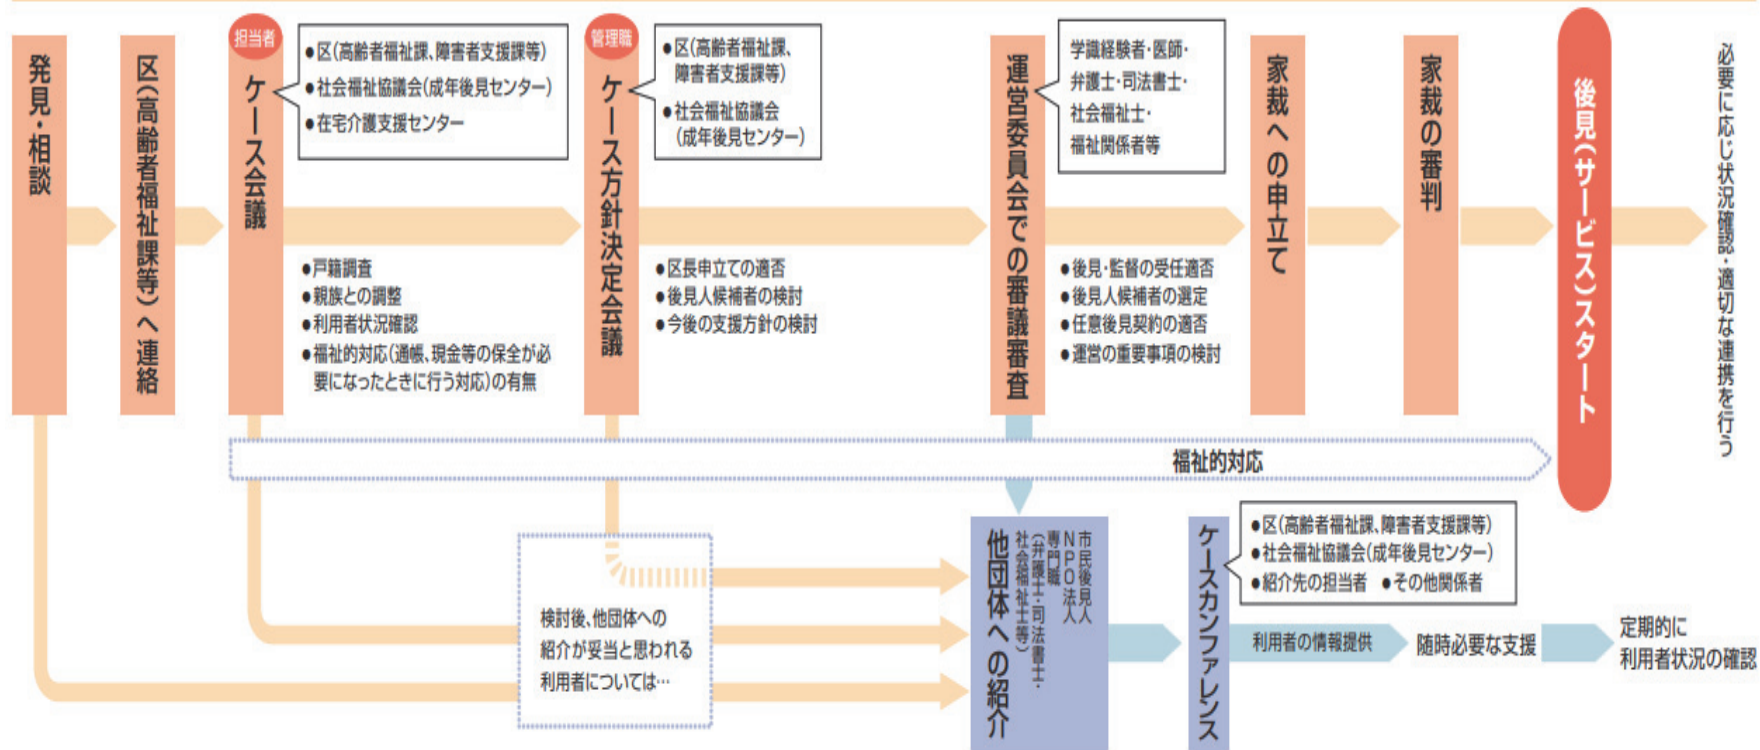 発見・相談
区(高齢者福祉課等)へ連絡
担当者
ケース会議
●区(高齢者福祉課、障害者支援課等)
●社会福祉協議会(成年後見センター)
●在宅介護支援センター
●戸籍調査
●親族との調整
●利用者状況確認
●福祉的対応(通帳、現金等の保全が必
要になったときに行う対応)の有無
管理職
ケース方針決定会議
●区(高齢者福祉課、
障害者支援課等)
●社会福祉協議会
(成年後見センター)
●区長申立ての適否
●後見人候補者の検討
●今後の支援方針の検討
運営委員会での審議審査
学識経験者・医師・
弁護士・司法書士・
社会福祉士・
福祉関係者等
●後見・監督の受任適否
●後見人候補者の選定
●任意後見契約の適否
●運営の重要事項の検討
家裁への申立て
家裁の審判
後見(サービス)スタート
必要に応じ状況確認・適切な連携を行う
福祉的対応
検討後、他団体への
紹介が妥当と思われる
利用者については…
他団体への紹介
市民後見人
NPO法人
専門職
(弁護士・司法書士・
社会福祉士等)
ケースカンファレンス
●区(高齢者福祉課、障害者支援課等)
●社会福祉協議会(成年後見センター)
●紹介先の担当者 ●その他関係者
利用者の情報提供
随時必要な支援
定期的に
利用者状況の確認